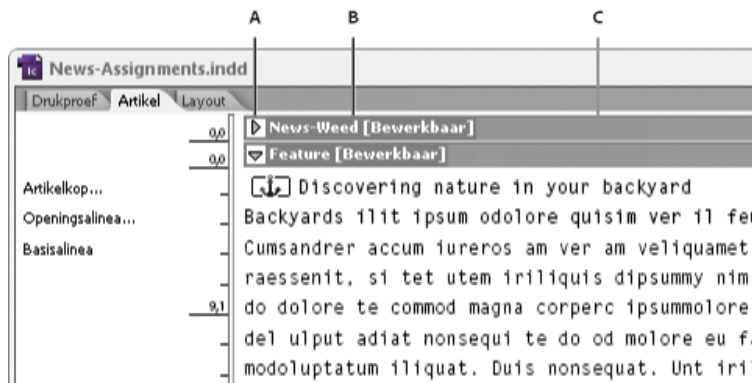 A B C
Ic News-Assignments.indd
Drukproef Artikel Layout
0,0 News-Weed [Bewerkbaar]
0,0 Feature [Bewerkbaar]
Artikelkop... Discovering nature in your backyard
Openingsalinea... Backyards ilit ipsum odolore quisim ver il
Basisalinea Cumsandrer accum iureros am ver am veliquamet
raessenit, si tet utem iriliquis dipsummy nim
9,1 do dolore te commod magna corperc ipsummolore
del ulput adiat nonsequi te do od molore eu
modoluptatum iliquat. Duis nonsequat. Unt